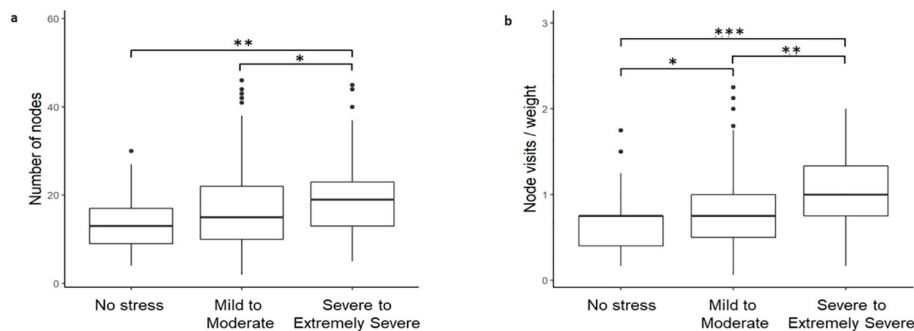 a
Number of nodes
60
40
20
0
**
*
No stress
Mild to
Moderate
Severe to
Extremely Severe
b
Node visits / weight
3
2
1
0
***
*
**
No stress
Mild to
Moderate
Severe to
Extremely Severe